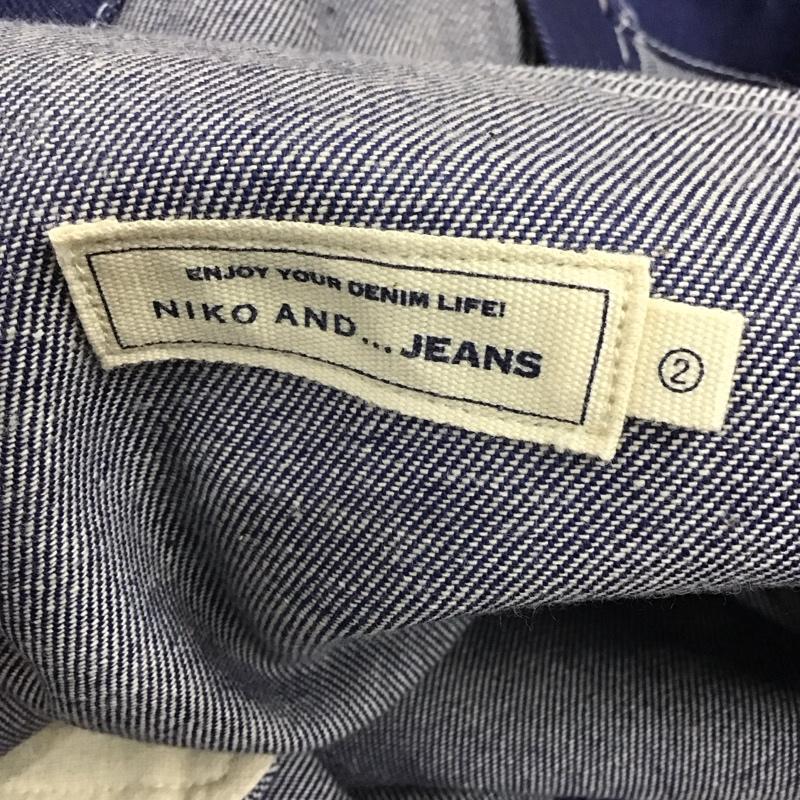 ENJOY YOUR DENIM LIFE!
NIKO AND... JEANS
②